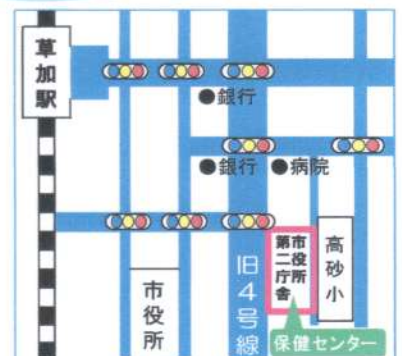 草加駅
●銀行
●銀行 ●病院
旧4号線
市役所
第二庁舎
高砂小
市役所
保健センター